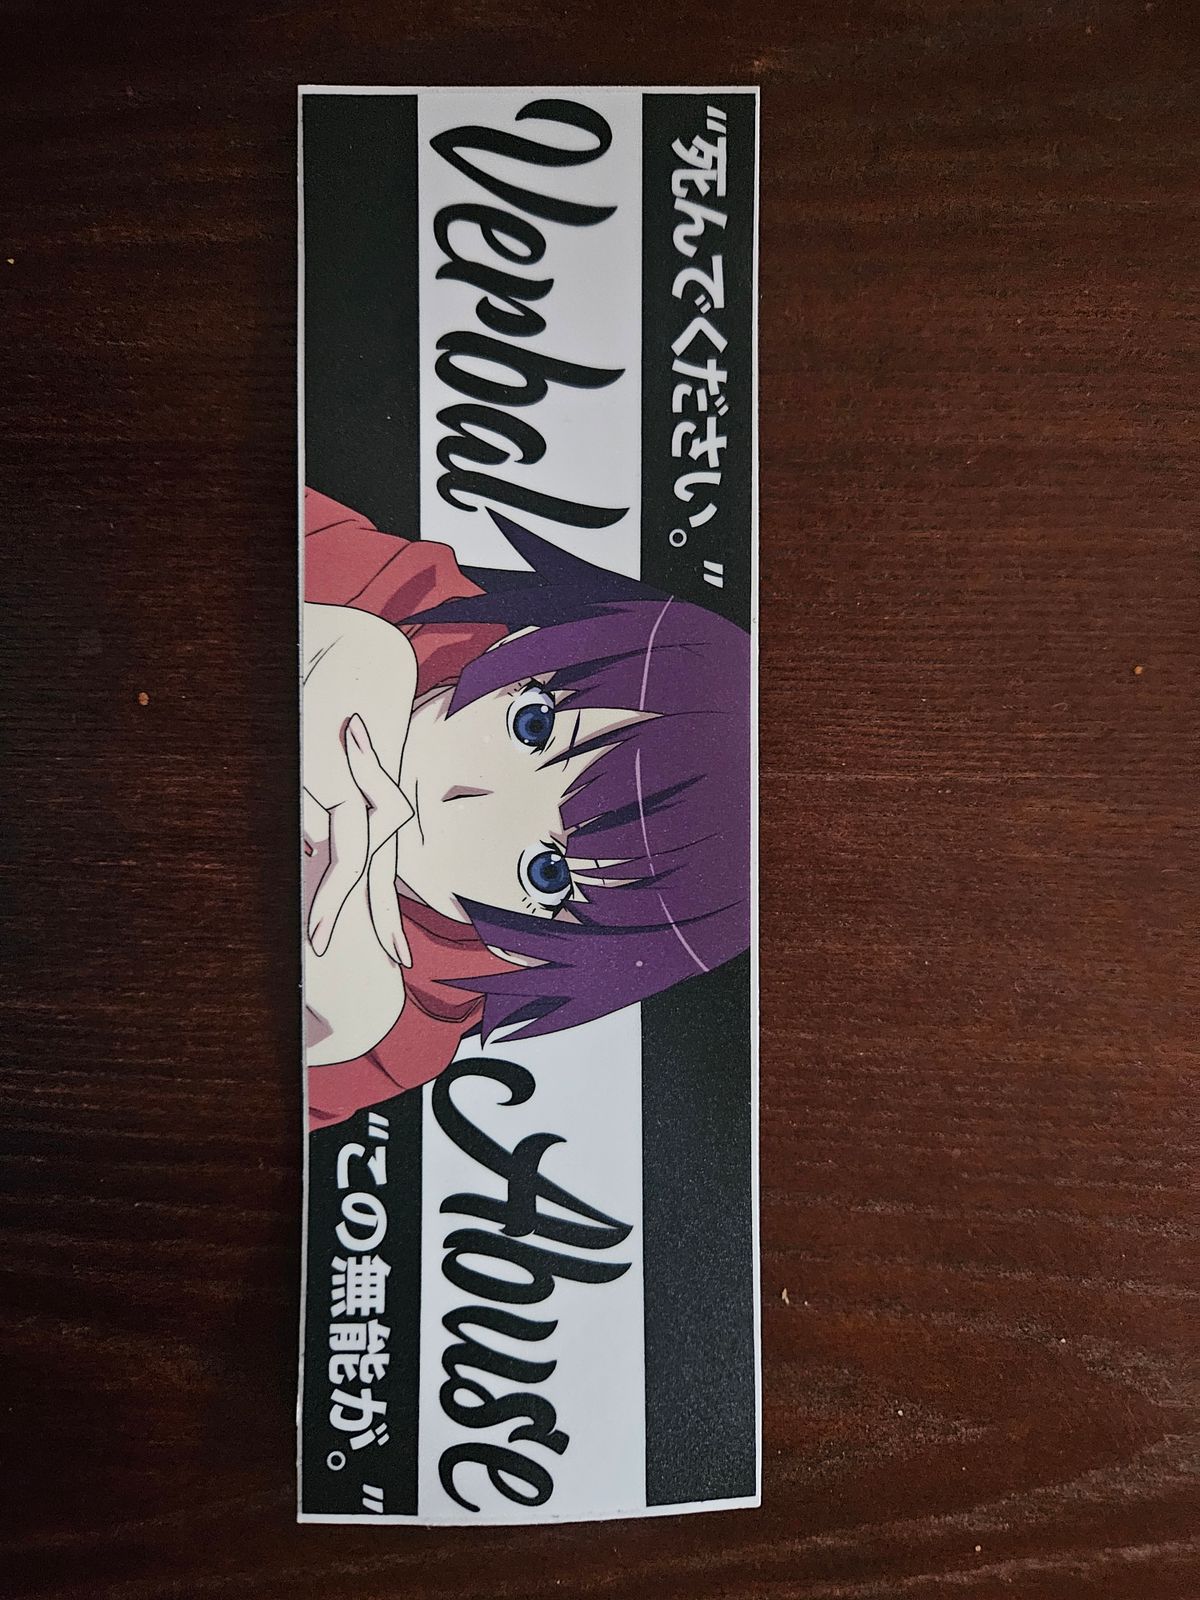 "死んでください。"
Verbal Abuse
"この無能が。"